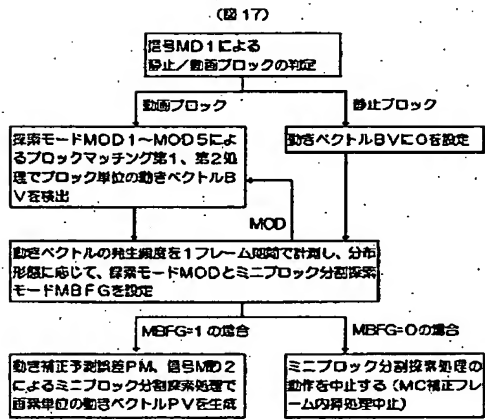 (図17)
信号MD1による
静止／動画ブロックの判定
動画ブロック
静止ブロック
探索モードMOD1〜MOD5によ
るブロックマッチング第1、第2処
理でブロック単位の動きベクトルB
Vを検出
動きベクトルBVに0を設定
MOD
動きベクトルの発生頻度を1フレーム期間で計測し、分布
形態に応じて、探索モードMODとミニブロック分割探索
モードMBFGを設定
MBFG=1の場合
MBFG=0の場合
動き補正予測誤差PM、信号MD2
によるミニブロック分割探索処理で
画素単位の動きベクトルPVを生成
ミニブロック分割探索処理の
動作を中止する（MC補正フレ
ーム内挿処理中止）